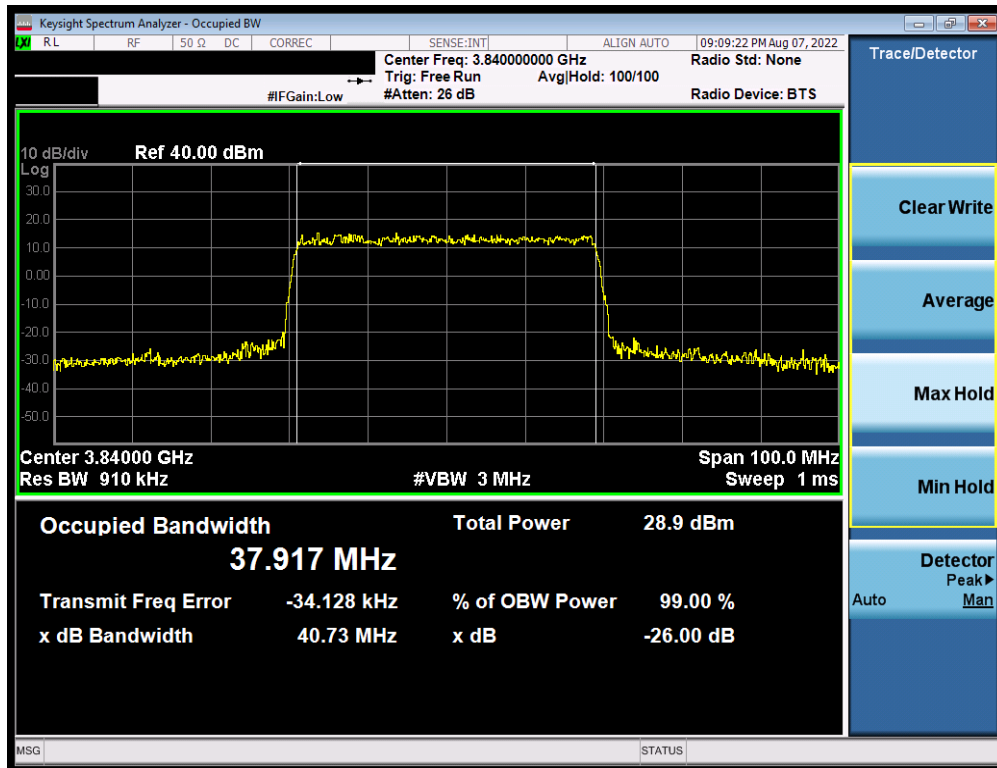 Keysight Spectrum Analyzer - Occupied BW
LXI RL RF 50 Ω DC CORREC SENSE:INT ALIGN AUTO 09:09:22 PM Aug 07, 2022
Center Freq: 3.840000000 GHz Radio Std: None
Trig: Free Run Avg|Hold: 100/100
#IFGain:Low #Atten: 26 dB Radio Device: BTS
Trace/Detector
10 dB/div Ref 40.00 dBm
Log
30.0
20.0
10.0
0.00
-10.0
-20.0
-30.0
-40.0
-50.0
Center 3.84000 GHz Span 100.0 MHz
Res BW 910 kHz #VBW 3 MHz Sweep 1 ms
Occupied Bandwidth Total Power 28.9 dBm
37.917 MHz
Transmit Freq Error -34.128 kHz % of OBW Power 99.00 %
x dB Bandwidth 40.73 MHz x dB -26.00 dB
Clear Write
Average
Max Hold
Min Hold
Detector
Peak▶
Auto Man
MSG STATUS